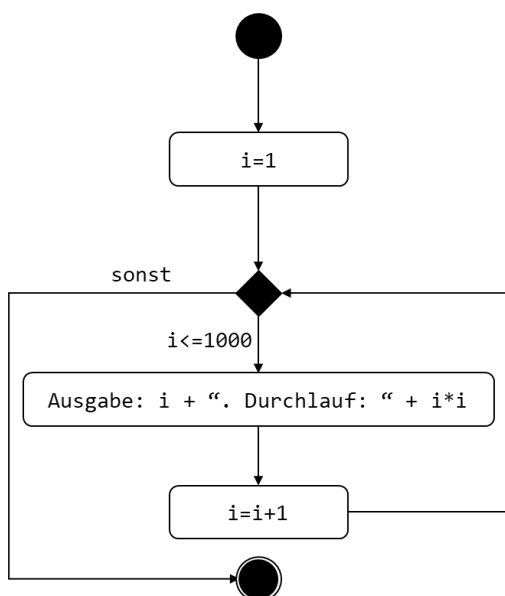 i=1
sonst
i<=1000
Ausgabe: i + “. Durchlauf: “ + i*i
i=i+1